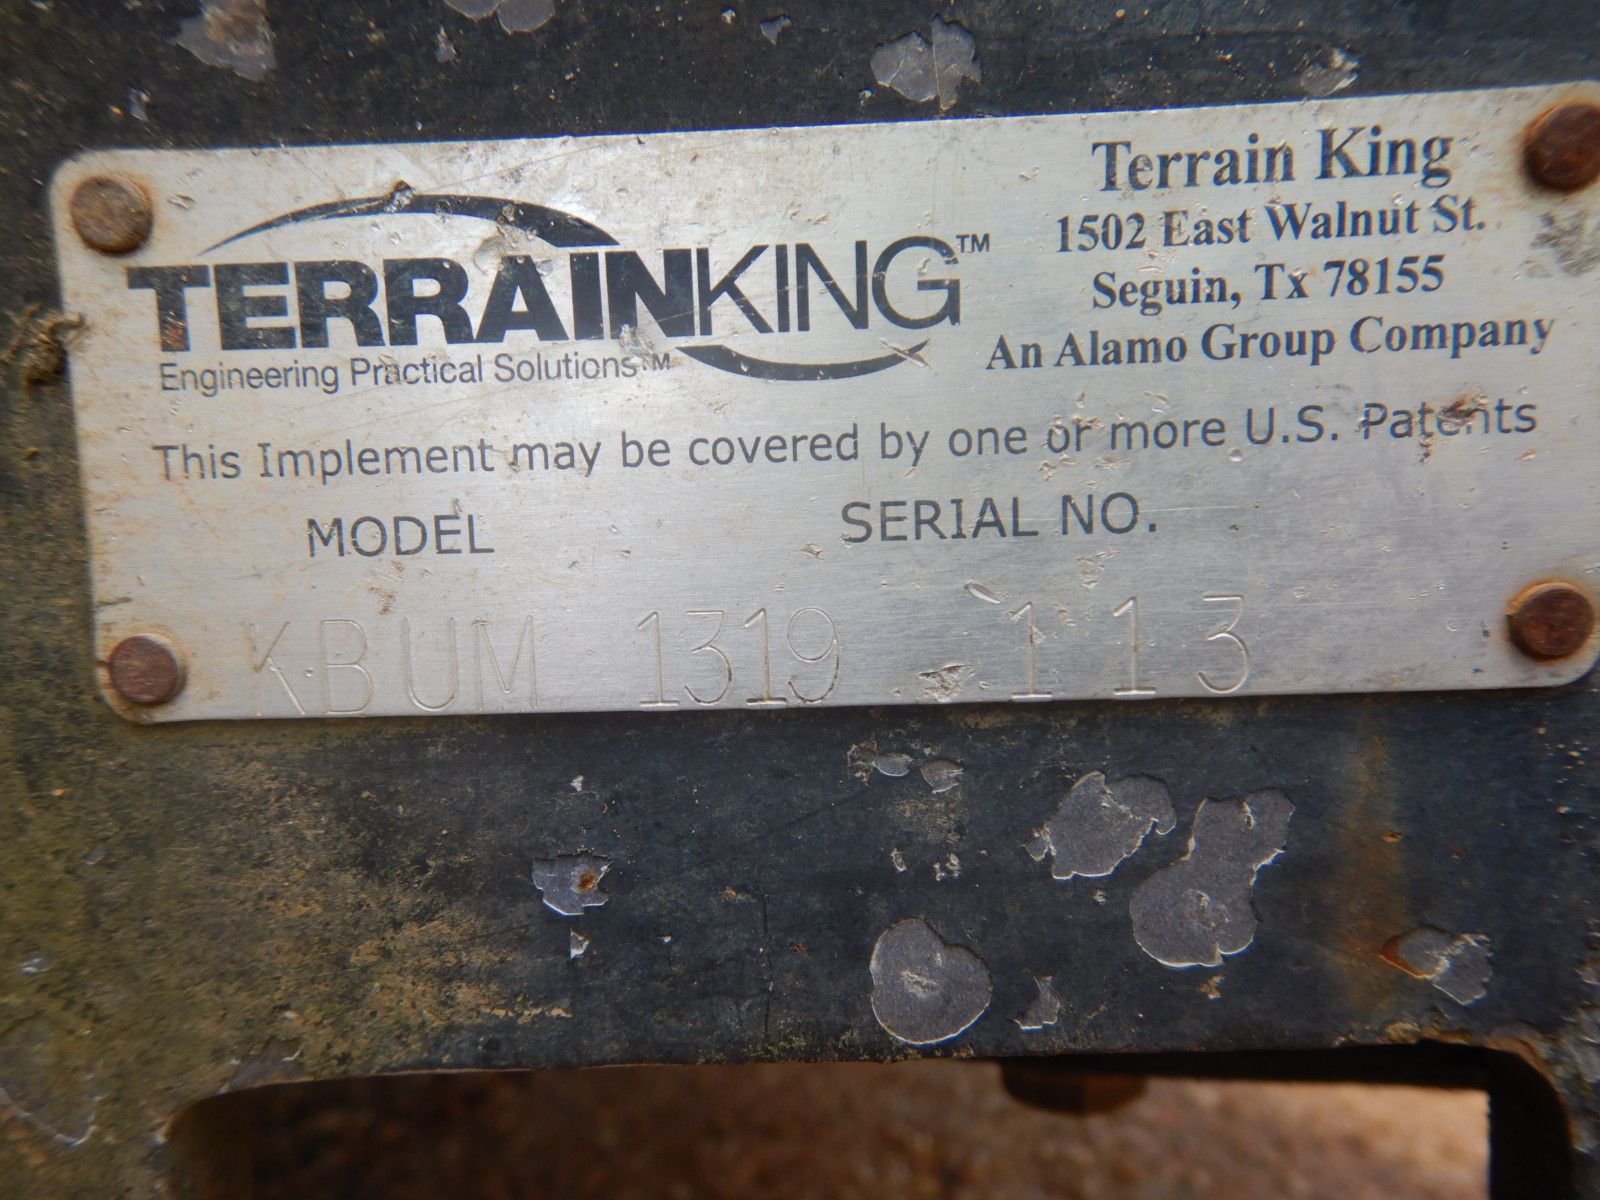 TERRAINKING™
Engineering Practical Solutions™
Terrain King
1502 East Walnut St.
Seguin, Tx 78155
An Alamo Group Company
This Implement may be covered by one or more U.S. Patents
MODEL SERIAL NO.
KBUM 1319 113